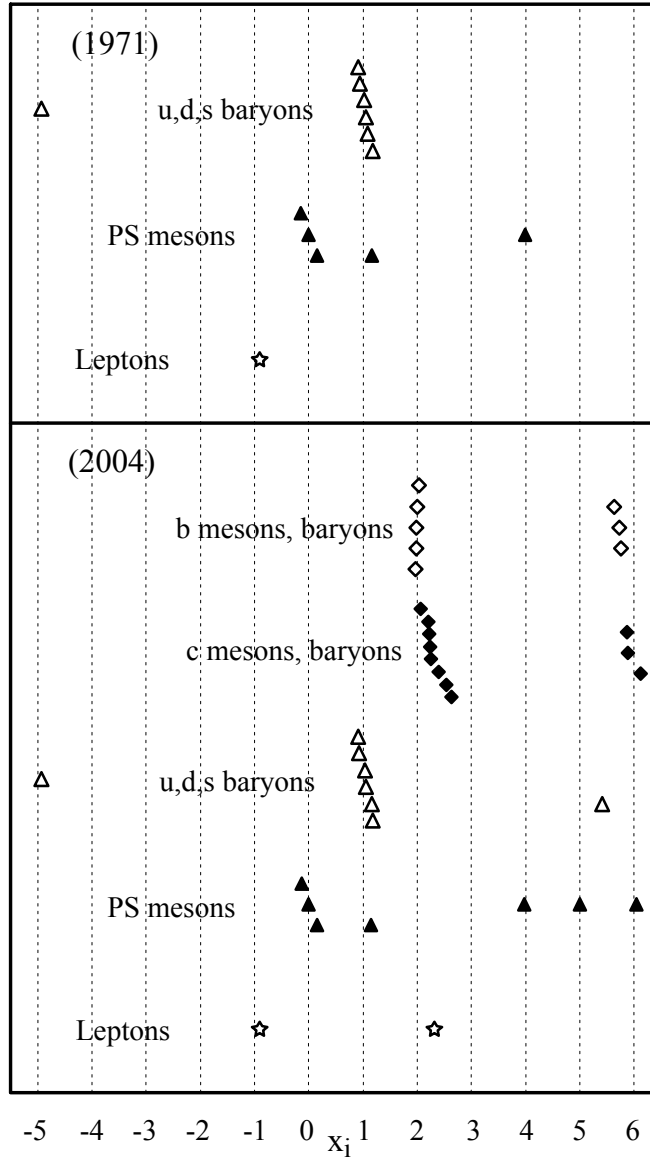 (1971)
u,d,s baryons
PS mesons
Leptons
(2004)
b mesons, baryons
c mesons, baryons
u,d,s baryons
PS mesons
Leptons
-5 -4 -3 -2 -1 0 1 2 3 4 5 6
xi